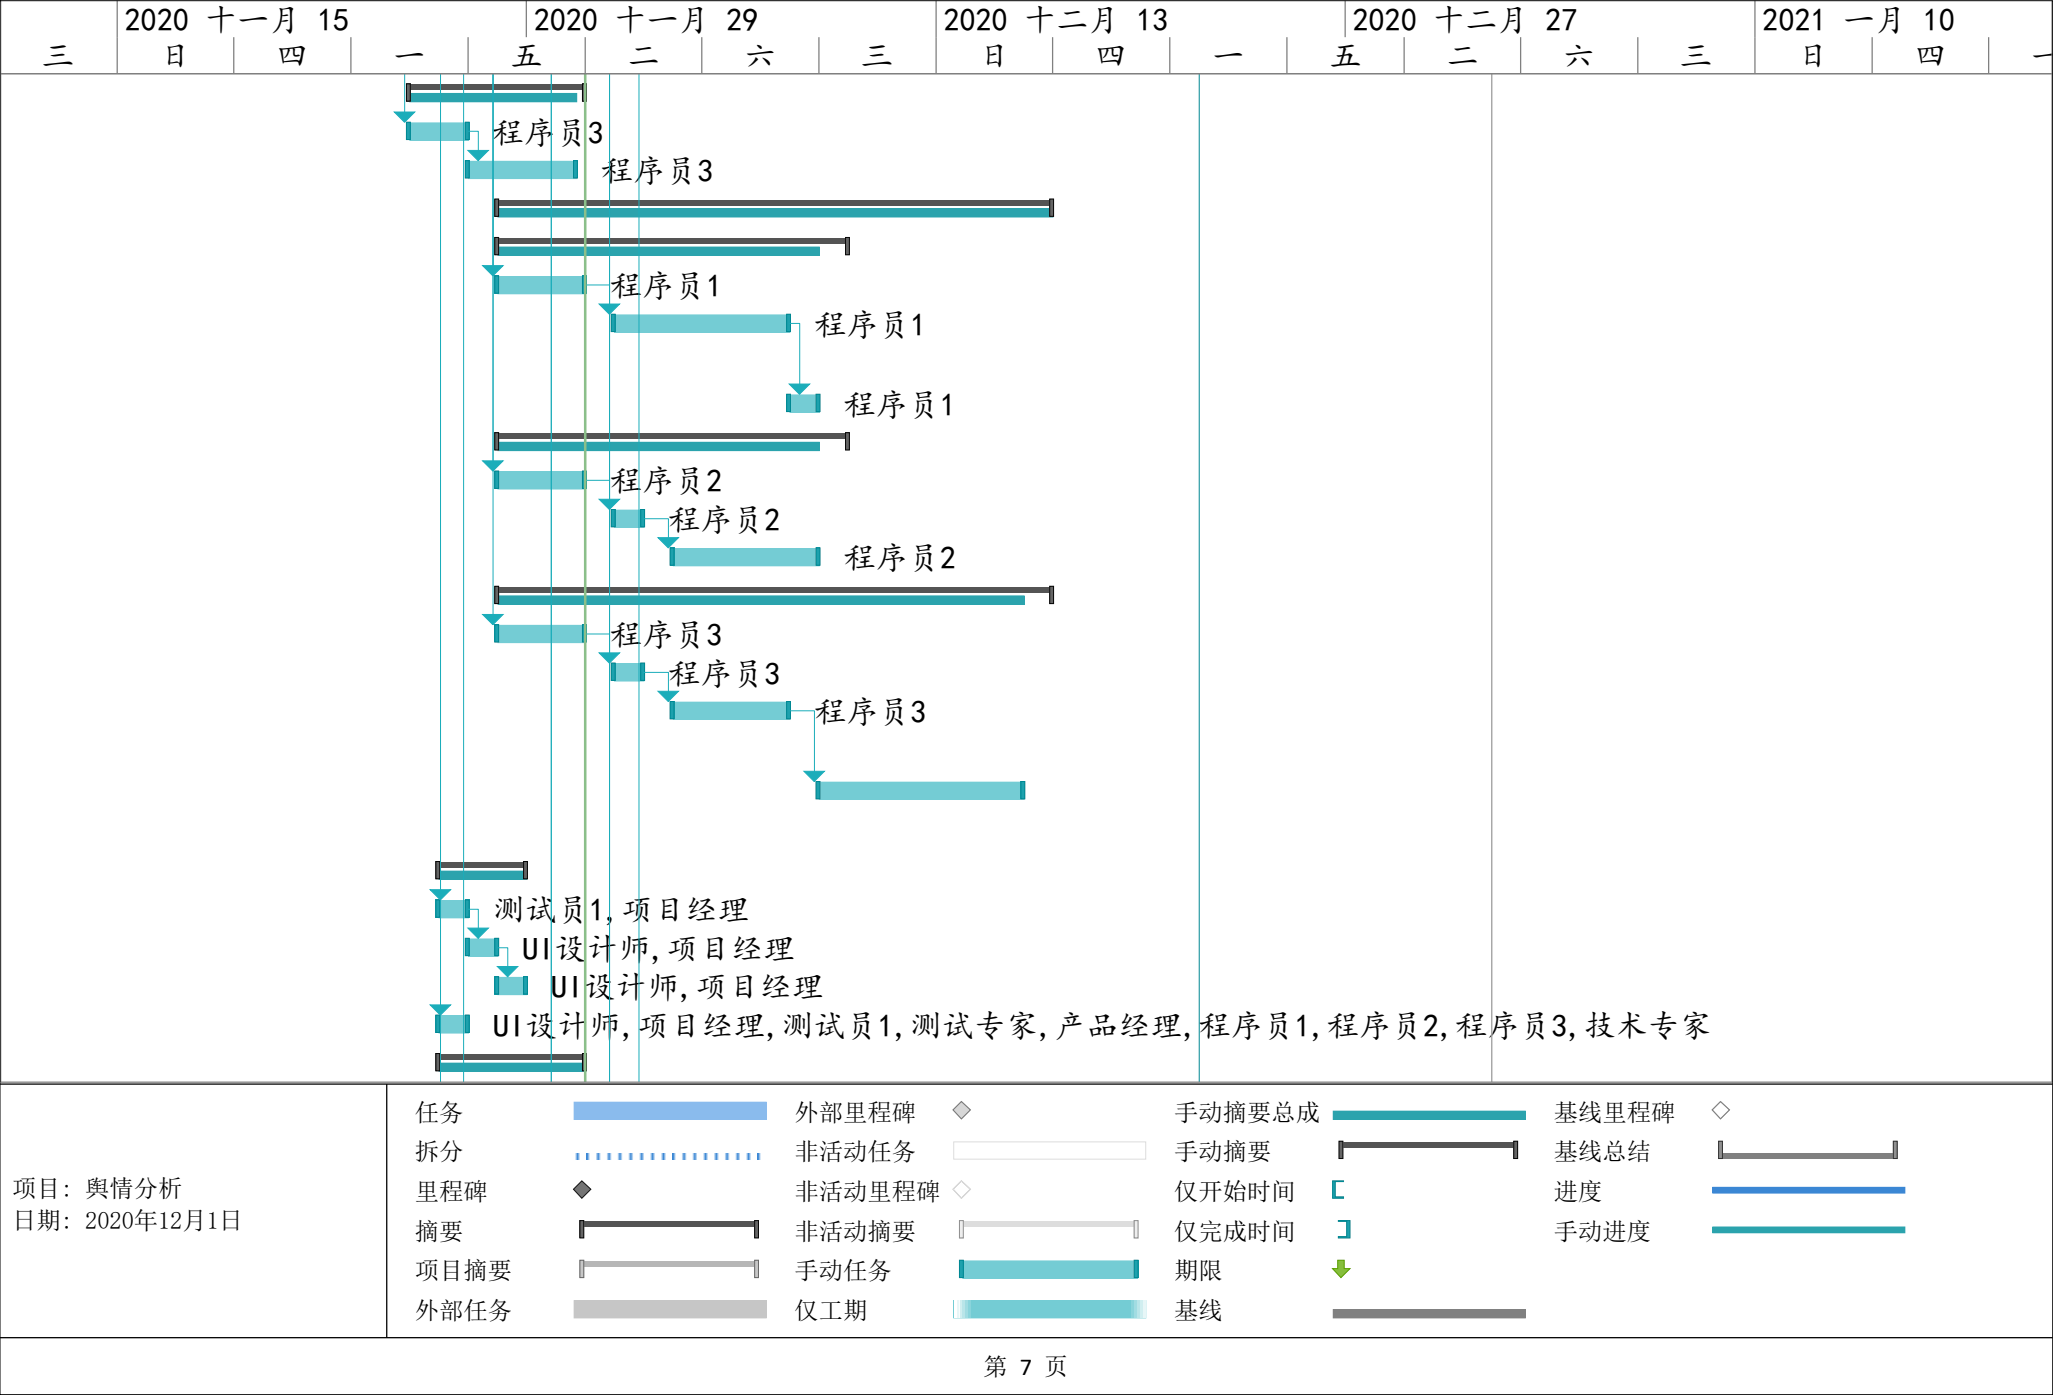 2020 十一月 15 2020 十一月 29 2020 十二月 13 2020 十二月 27 2021 一月 10
三 日 四 一 五 二 六 三 日 四 一 五 二 六 三 日 四 一
程序员3
程序员3
程序员1
程序员1
程序员1
程序员2
程序员2
程序员2
程序员3
程序员3
程序员3
测试员1,项目经理
UI设计师,项目经理
UI设计师,项目经理
UI设计师,项目经理,测试员1,测试专家,产品经理,程序员1,程序员2,程序员3,技术专家
项目: 舆情分析
日期: 2020年12月1日
任务
拆分
里程碑
摘要
项目摘要
外部任务
外部里程碑
非活动任务
非活动里程碑
非活动摘要
手动任务
仅工期
手动摘要总成
手动摘要
仅开始时间
仅完成时间
期限
基线
基线里程碑
基线总结
进度
手动进度
第 7 页